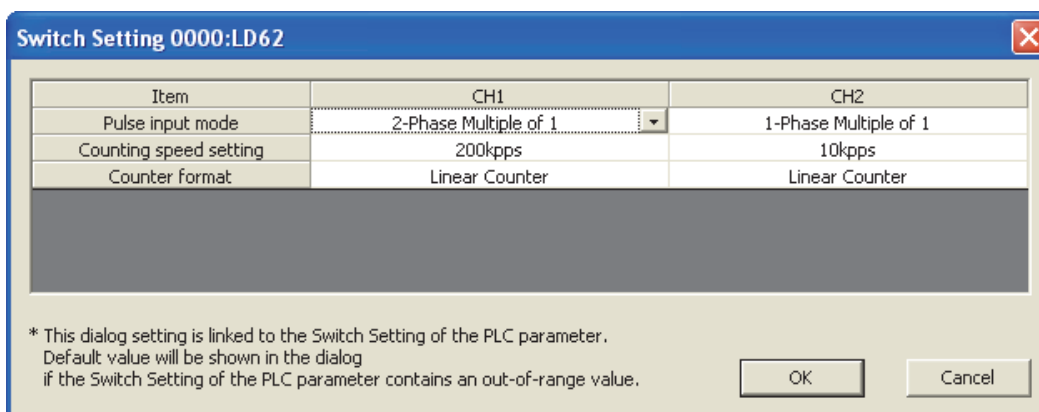 Switch Setting 0000:LD62
Item CH1 CH2
Pulse input mode 2-Phase Multiple of 1 1-Phase Multiple of 1
Counting speed setting 200kpps 10kpps
Counter format Linear Counter Linear Counter
* This dialog setting is linked to the Switch Setting of the PLC parameter.
Default value will be shown in the dialog
if the Switch Setting of the PLC parameter contains an out-of-range value.
OK Cancel